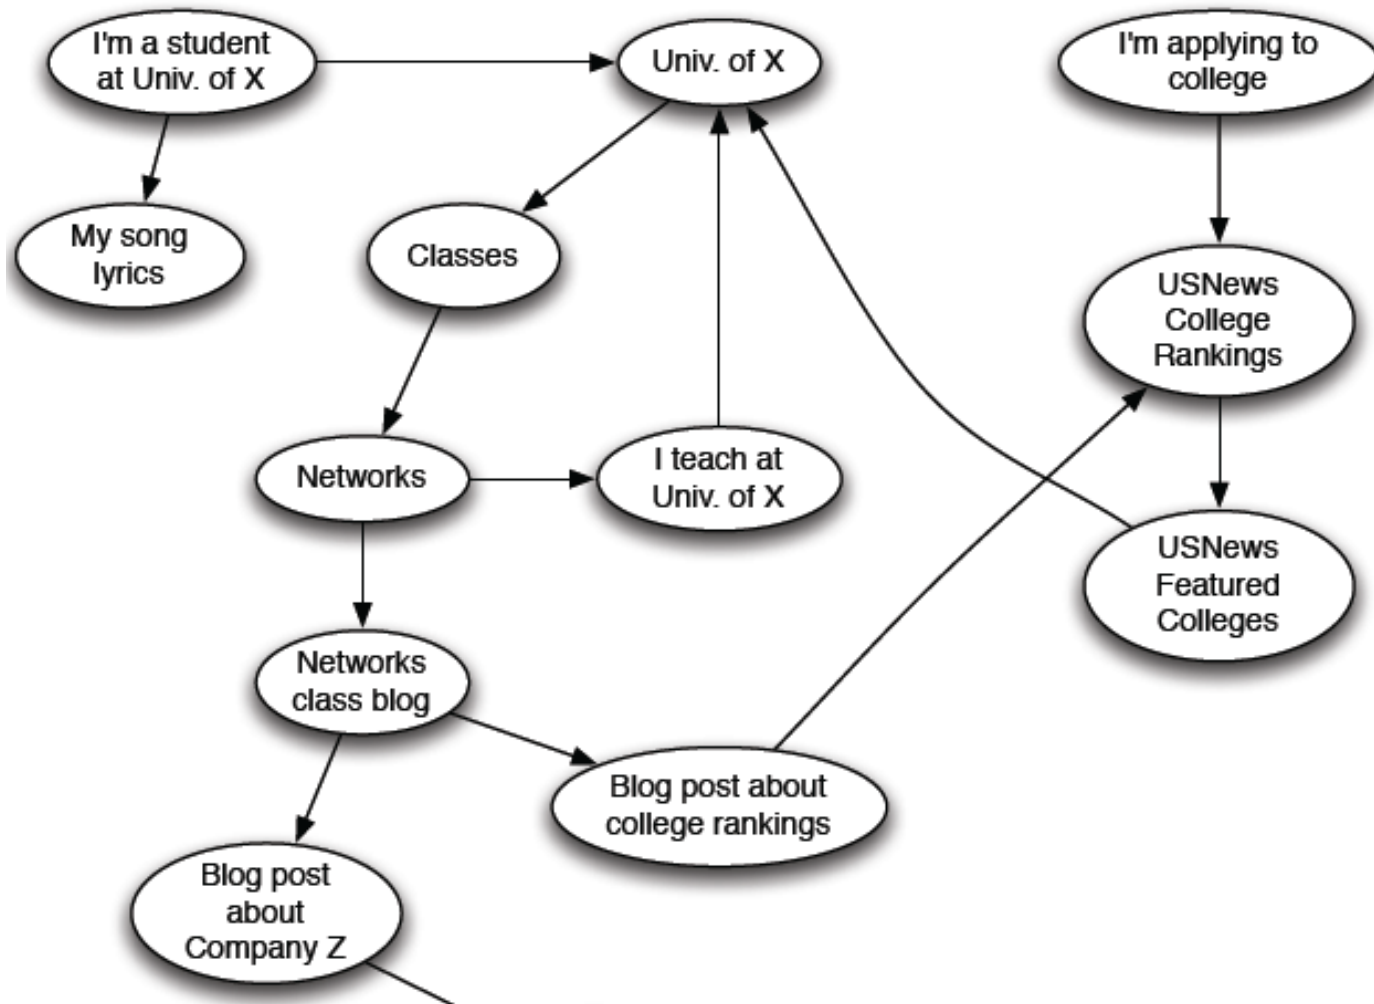 I'm a student
at Univ. of X
Univ. of X
I'm applying to
college
My song
lyrics
Classes
USNews
College
Rankings
Networks
I teach at
Univ. of X
USNews
Featured
Colleges
Networks
class blog
Blog post about
college rankings
Blog post
about
Company Z